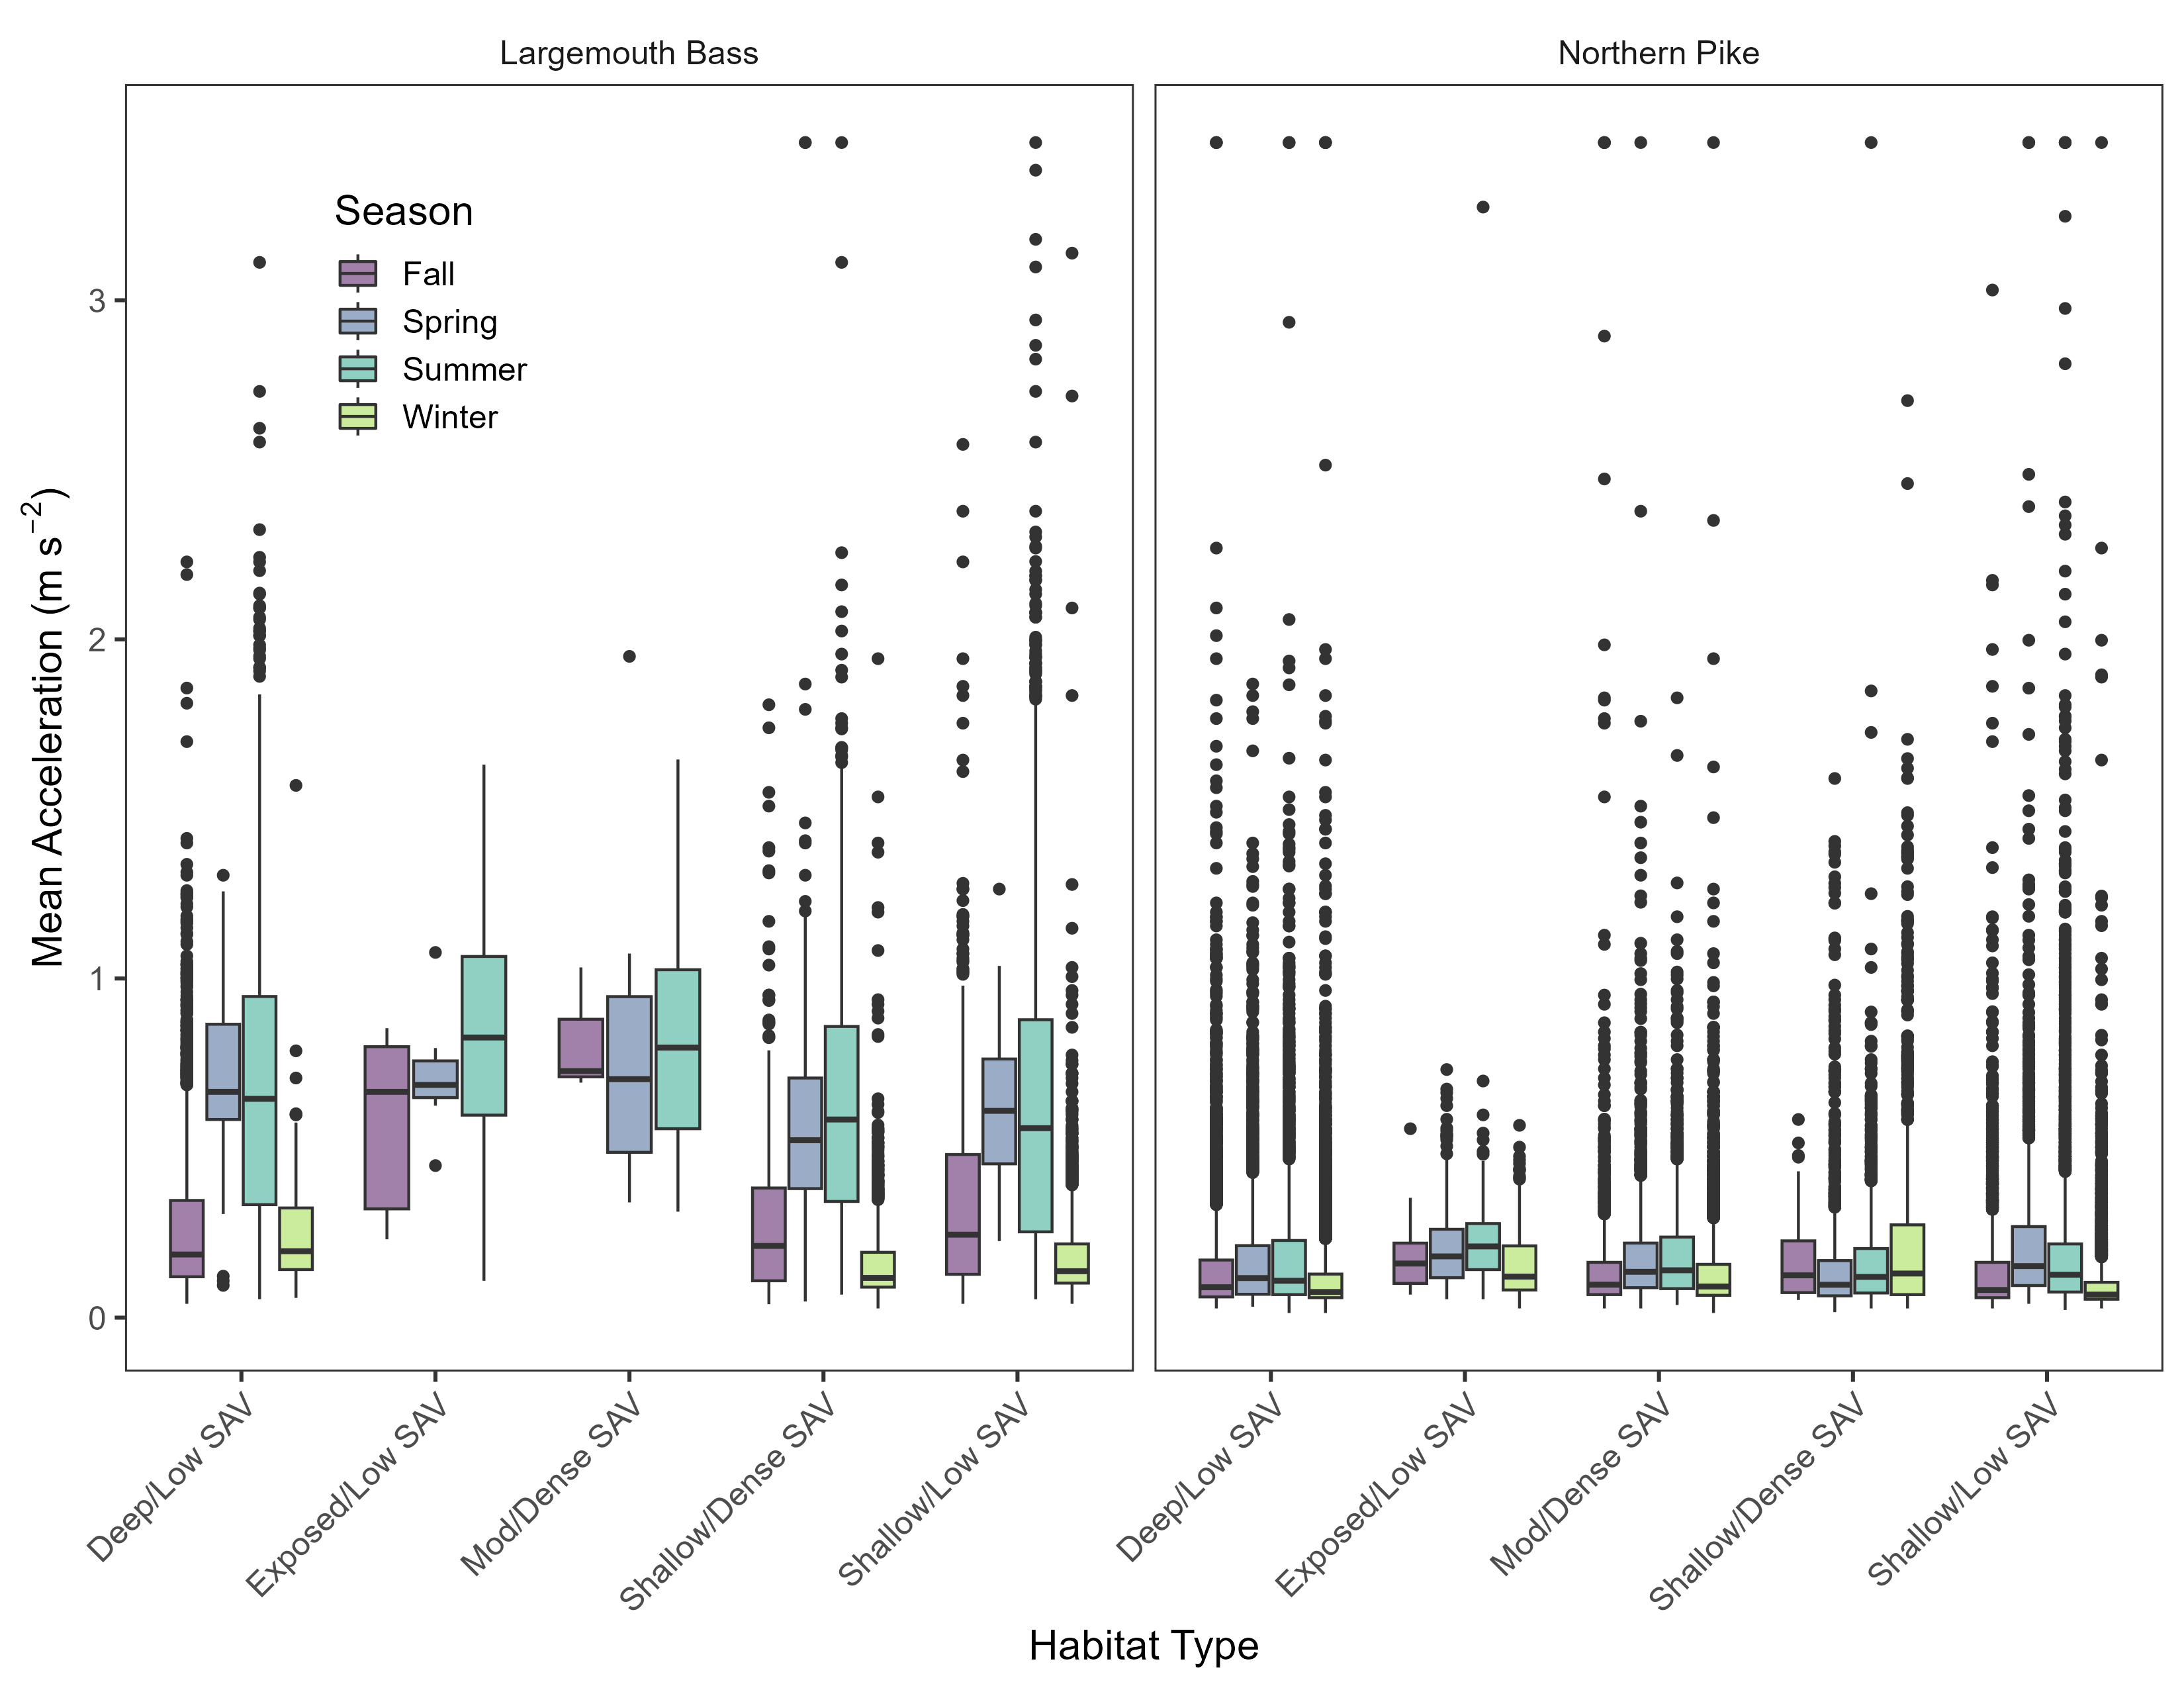 Largemouth Bass
Northern Pike
Season
Fall
Spring
Summer
Winter
Mean Acceleration (m s⁻²)
3
2
1
0
Deep/Low SAV
Exposed/Low SAV
Mod/Dense SAV
Shallow/Dense SAV
Shallow/Low SAV
Deep/Low SAV
Exposed/Low SAV
Mod/Dense SAV
Shallow/Dense SAV
Shallow/Low SAV
Habitat Type